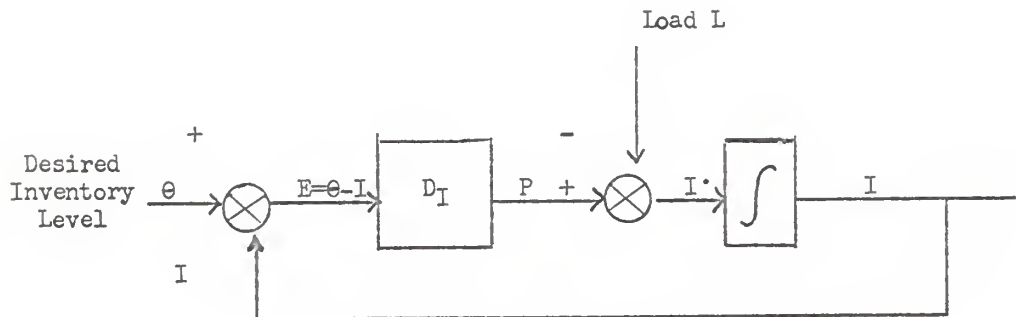 Load L
+
-
Desired
Inventory
Level
θ
E=θ-I
D_I
P
+
I·
∫
I
I